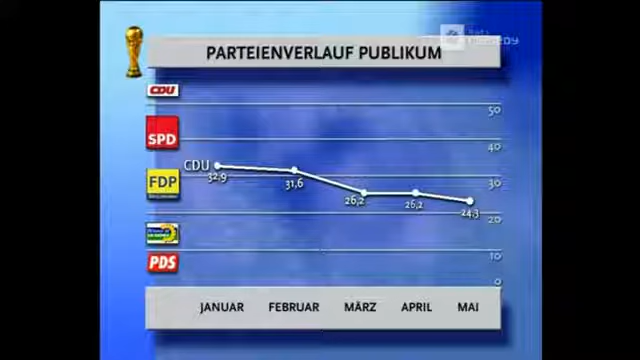 PARTEIENVERLAUF PUBLIKUM
CDU
50
SPD
40
CDU
32,9
31,6
26,2
26,2
24,3
30
FDP
20
PDS
10
0
JANUAR FEBRUAR MÄRZ APRIL MAI